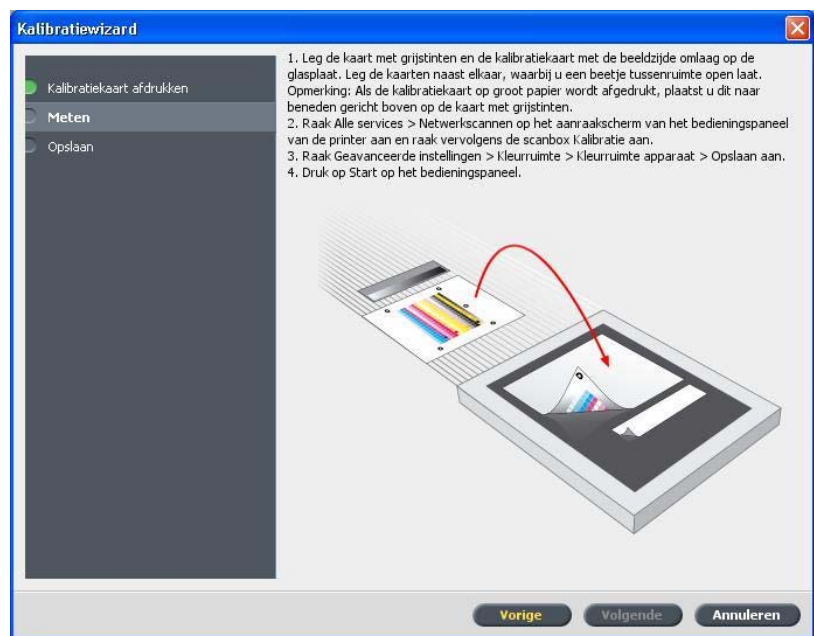 Kalibratiewizard
Kalibratiekaart afdrukken
Meten
Opslaan
1. Leg de kaart met grijstinten en de kalibratiekaart met de beeldzijde omlaag op de
glasplaat. Leg de kaarten naast elkaar, waarbij u een beetje tussenruimte open laat.
Opmerking: Als de kalibratiekaart op groot papier wordt afgedrukt, plaatst u dit naar
beneden gericht boven op de kaart met grijstinten.
2. Raak Alle services > Netwerkscannen op het aanraakscherm van het bedieningspaneel
van de printer aan en raak vervolgens de scanbox Kalibratie aan.
3. Raak Geavanceerde instellingen > Kleurruimte > Kleurruimte apparaat > Opslaan aan.
4. Druk op Start op het bedieningspaneel.
Vorige
Volgende
Annuleren